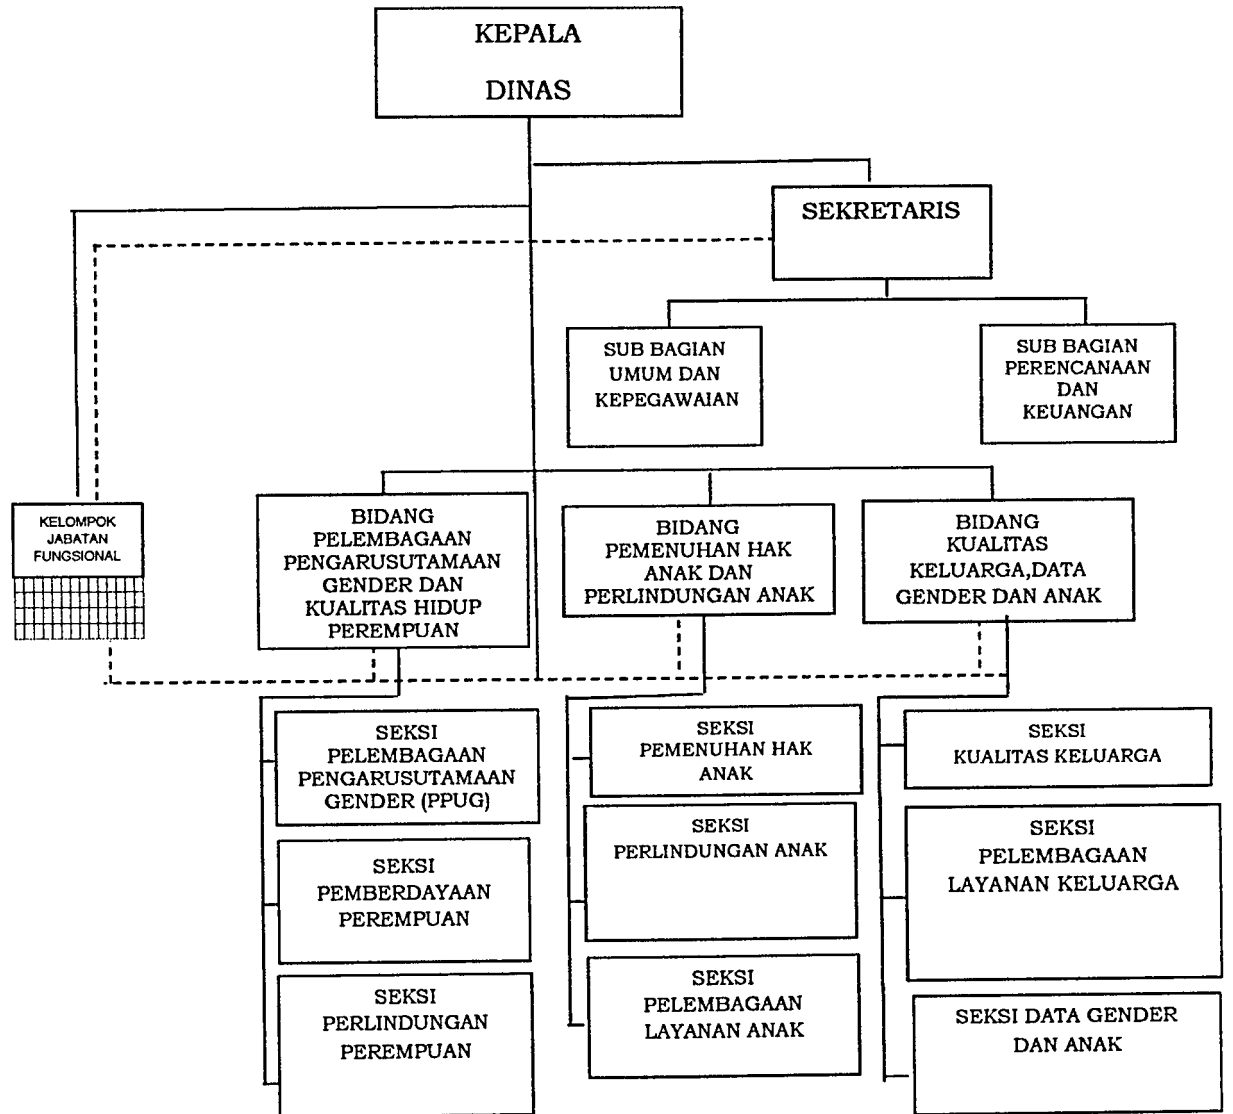 KEPALA
DINAS
SEKRETARIS
SUB BAGIAN
UMUM DAN
KEPEGAWAIAN
SUB BAGIAN
PERENCANAAN
DAN
KEUANGAN
KELOMPOK
JABATAN
FUNGSIONAL
BIDANG
PELEMBAGAAN
PENGARUSUTAMAAN
GENDER DAN
KUALITAS HIDUP
PEREMPUAN
BIDANG
PEMENUHAN HAK
ANAK DAN
PERLINDUNGAN ANAK
BIDANG
KUALITAS
KELUARGA,DATA
GENDER DAN ANAK
SEKSI
PELEMBAGAAN
PENGARUSUTAMAAN
GENDER (PPUG)
SEKSI
PEMBERDAYAAN
PEREMPUAN
SEKSI
PERLINDUNGAN
PEREMPUAN
SEKSI
PEMENUHAN HAK
ANAK
SEKSI
PERLINDUNGAN ANAK
SEKSI
PELEMBAGAAN
LAYANAN ANAK
SEKSI
KUALITAS KELUARGA
SEKSI
PELEMBAGAAN
LAYANAN KELUARGA
SEKSI DATA GENDER
DAN ANAK